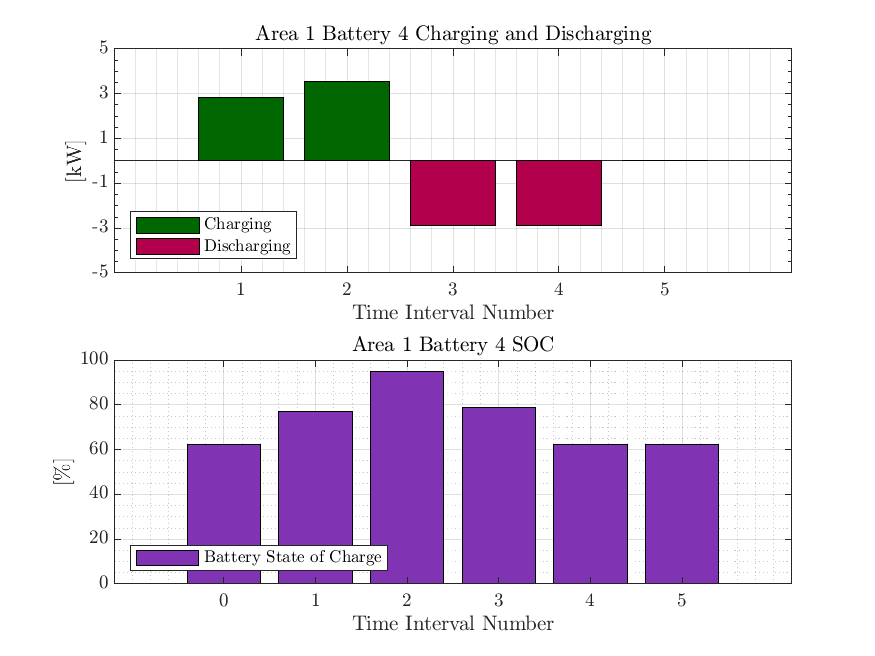 Area 1 Battery 4 Charging and Discharging
5
3
1
-1
-3
-5
[kW]
Charging
Discharging
1 2 3 4 5
Time Interval Number
Area 1 Battery 4 SOC
100
80
60
40
20
0
[%]
Battery State of Charge
0 1 2 3 4 5
Time Interval Number